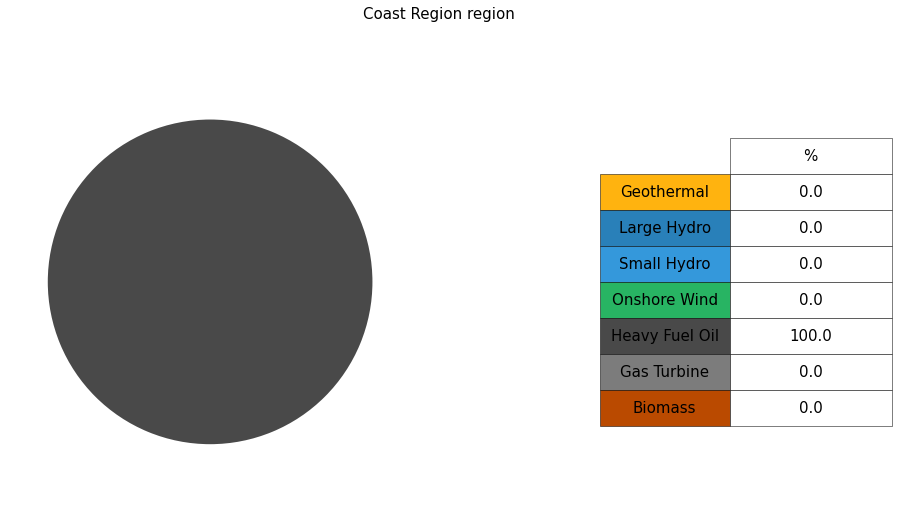 Coast Region region
%
Geothermal 0.0
Large Hydro 0.0
Small Hydro 0.0
Onshore Wind 0.0
Heavy Fuel Oil 100.0
Gas Turbine 0.0
Biomass 0.0